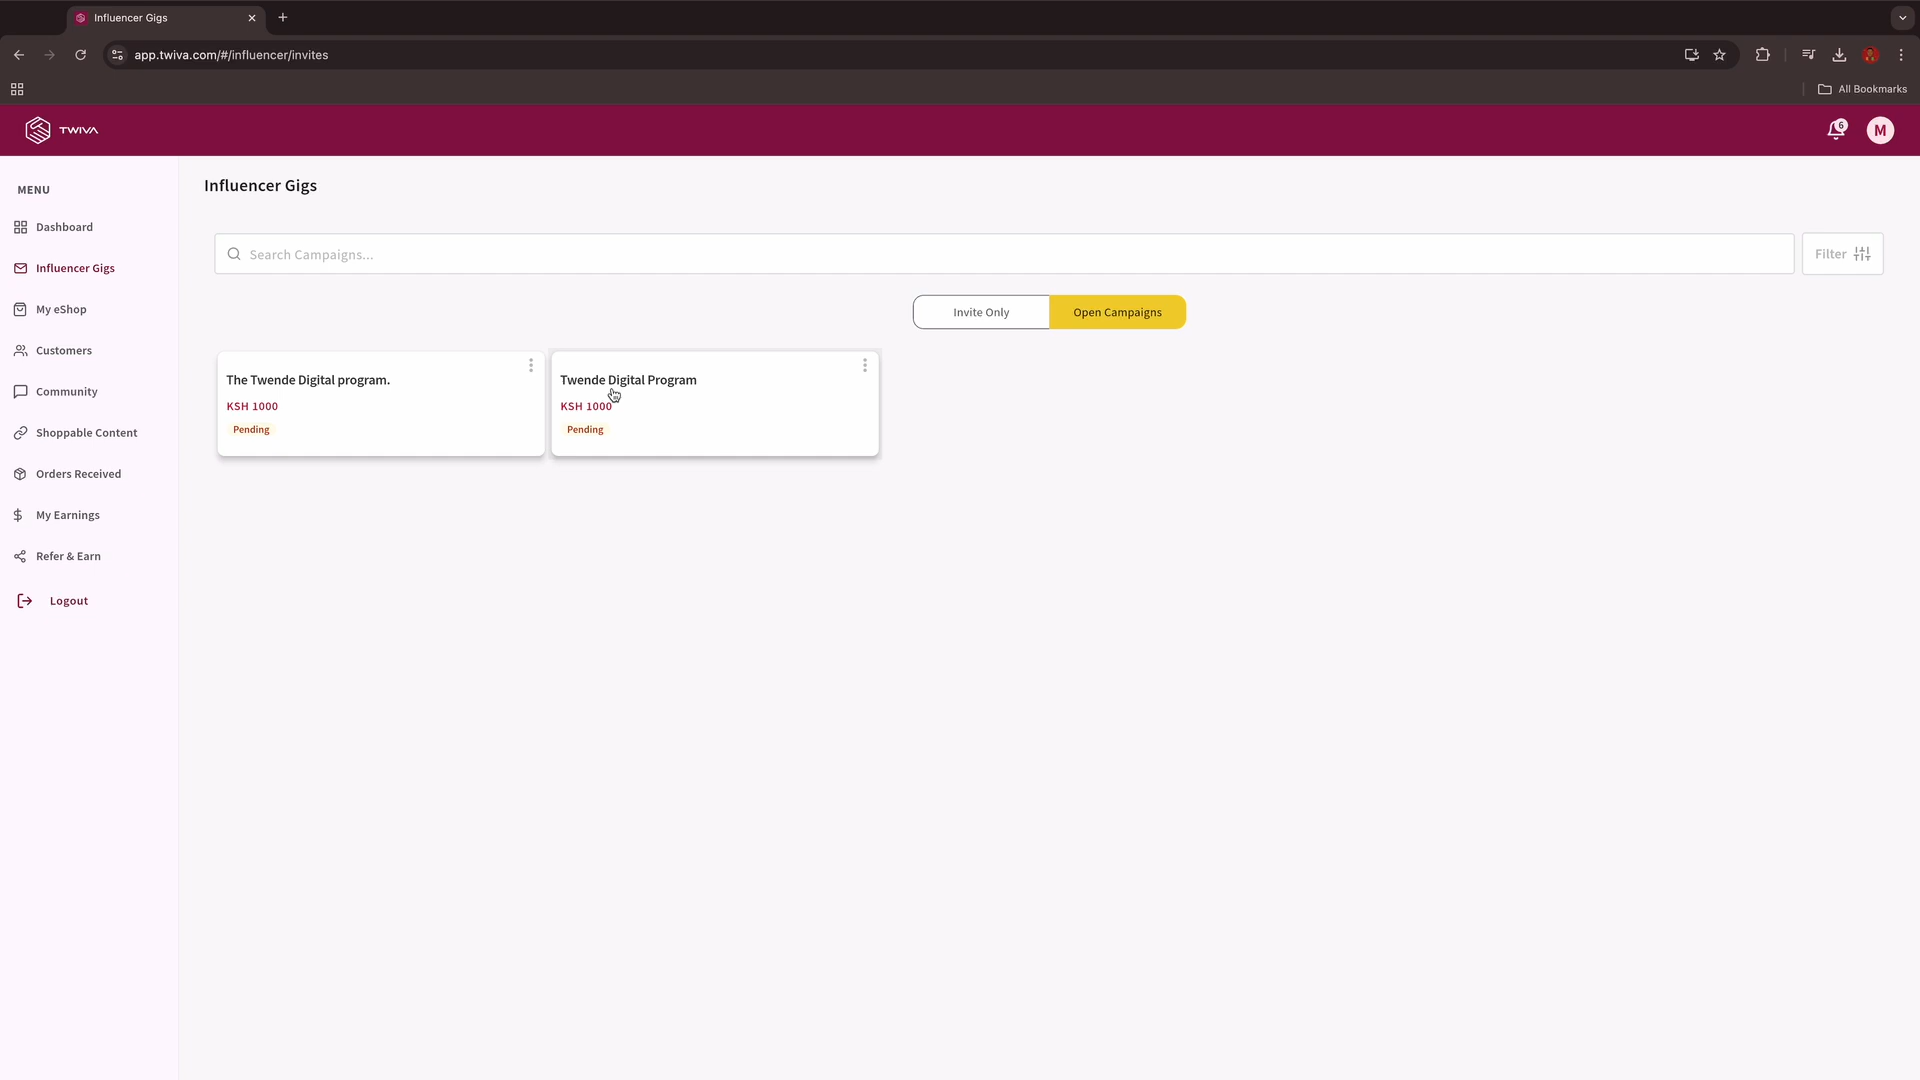 Influencer Gigs
app.twiva.com/#/influencer/invites
All Bookmarks
TWIVA
6
M
MENU
Dashboard
Influencer Gigs
My eShop
Customers
Community
Shoppable Content
Orders Received
My Earnings
Refer & Earn
Logout
Influencer Gigs
Search Campaigns...
Filter
Invite Only
Open Campaigns
The Twende Digital program.
KSH 1000
Pending
Twende Digital Program
KSH 1000
Pending